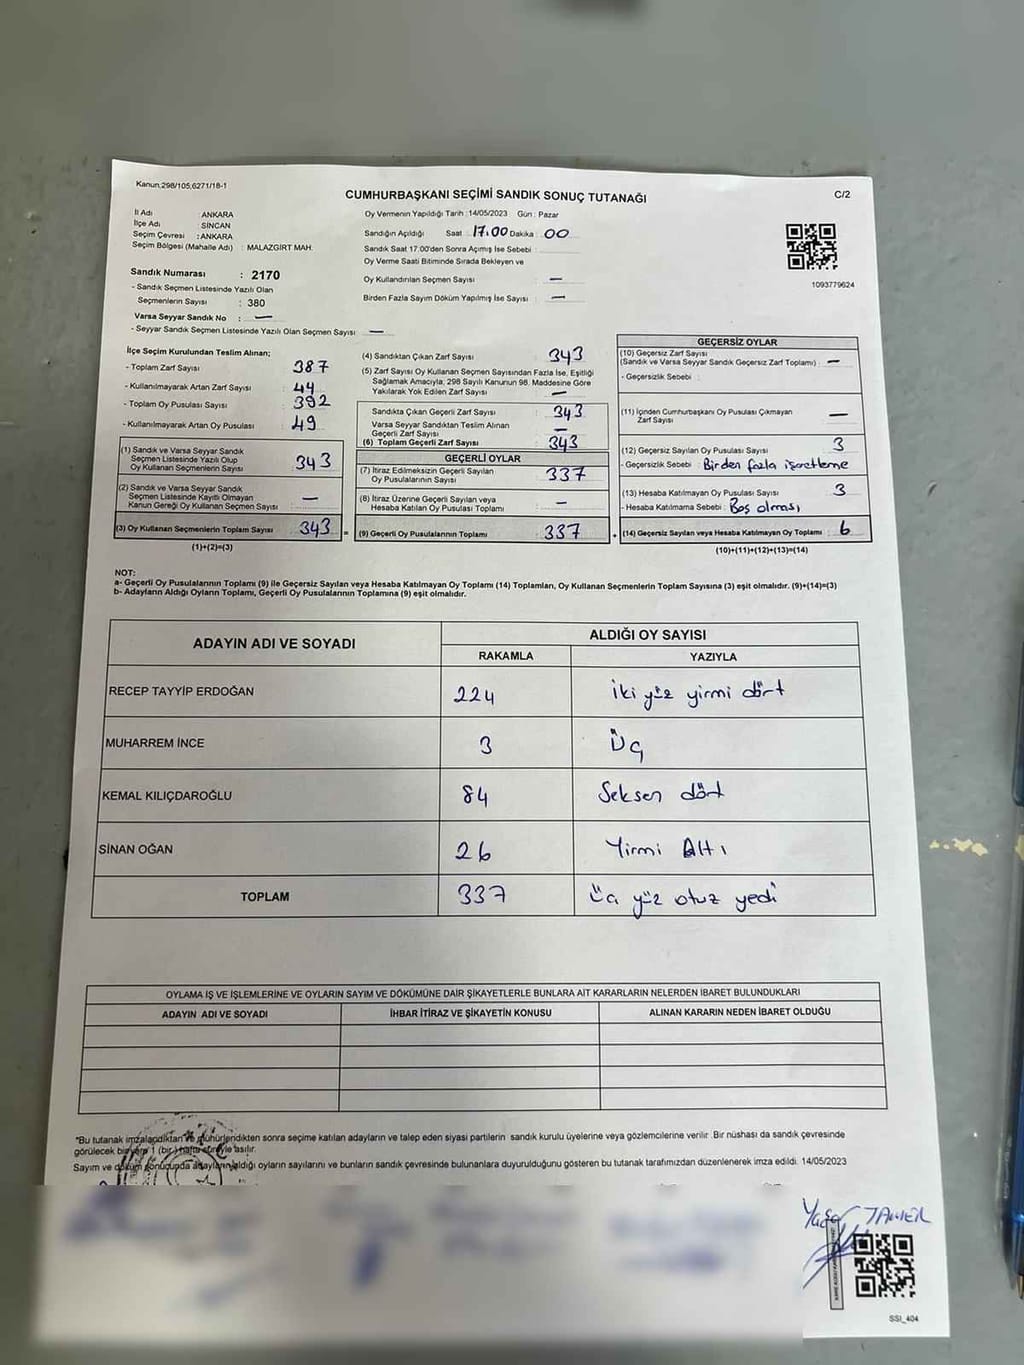 Kanun,298/105,6271/18-1
CUMHURBAŞKANI SEÇİMİ SANDIK SONUÇ TUTANAĞI
C/2
İl Adı : ANKARA
İlçe Adı : SİNCAN
Seçim Çevresi : ANKARA
Seçim Bölgesi (Mahalle Adı) : MALAZGİRT MAH.
Sandık Numarası : 2170
- Sandık Seçmen Listesinde Yazılı Olan
Seçmenlerin Sayısı : 380
Varsa Seyyar Sandık No : —
- Seyyar Sandık Seçmen Listesinde Yazılı Olan Seçmen Sayısı : —
Oy Vermenin Yapıldığı Tarih : 14/05/2023 Gün : Pazar
Sandığın Açıldığı Saat 17.00 Dakika : 00
Sandık Saat 17:00'den Sonra Açımış İse Sebebi :
Oy Verme Saati Bitiminde Sırada Bekleyen ve
Oy Kullandırılan Seçmen Sayısı : —
Birden Fazla Sayım Döküm Yapılmış İse Sayısı : —
1093779624
İlçe Seçim Kurulundan Teslim Alınan;
- Toplam Zarf Sayısı : 387
- Kullanılmayarak Artan Zarf Sayısı : 44
- Toplam Oy Pusulası Sayısı : 392
- Kullanılmayarak Artan Oy Pusulası : 49
(1) Sandık ve Varsa Seyyar Sandık
Seçmen Listesinde Yazılı Olup
Oy Kullanan Seçmenlerin Sayısı : 343
(2) Sandık ve Varsa Seyyar Sandık
Seçmen Listesinde Kayıtlı Olmayan
Kanun Gereği Oy Kullanan Seçmen Sayısı : —
(3) Oy Kullanan Seçmenlerin Toplam Sayısı : 343 =
(1)+(2)=(3)
(4) Sandıktan Çıkan Zarf Sayısı : 343
(5) Zarf Sayısı Oy Kullanan Seçmen Sayısından Fazla İse, Eşitliği
Sağlamak Amacıyla, 298 Sayılı Kanunun 98. Maddesine Göre
Yakılarak Yok Edilen Zarf Sayısı : —
Sandıkta Çıkan Geçerli Zarf Sayısı : 343
Varsa Seyyar Sandıktan Teslim Alınan
Geçerli Zarf Sayısı : —
(6) Toplam Geçerli Zarf Sayısı : 343
GEÇERLİ OYLAR
(7) İtiraz Edilmeksizin Geçerli Sayılan
Oy Pusulalarının Sayısı : 337
(8) İtiraz Üzerine Geçerli Sayılan veya
Hesaba Katılan Oy Pusulası Toplamı : —
(9) Geçerli Oy Pusulalarının Toplamı : 337 +
GEÇERSİZ OYLAR
(10) Geçersiz Zarf Sayısı
(Sandık ve Varsa Seyyar Sandık Geçersiz Zarf Toplamı) : —
- Geçersizlik Sebebi :
(11) İçinden Cumhurbaşkanı Oy Pusulası Çıkmayan
Zarf Sayısı : —
(12) Geçersiz Sayılan Oy Pusulası Sayısı : 3
- Geçersizlik Sebebi : Birden fazla işaretleme
(13) Hesaba Katılmayan Oy Pusulası Sayısı : 3
- Hesaba Katılmama Sebebi : Boş olması
(14) Geçersiz Sayılan veya Hesaba Katılmayan Oy Toplamı : 6
(10)+(11)+(12)+(13)=(14)
NOT:
a- Geçerli Oy Pusulalarının Toplamı (9) ile Geçersiz Sayılan veya Hesaba Katılmayan Oy Toplamı (14) Toplamları, Oy Kullanan Seçmenlerin Toplam Sayısına (3) eşit olmalıdır. (9)+(14)=(3)
b- Adayların Aldığı Oyların Toplamı, Geçerli Oy Pusulalarının Toplamına (9) eşit olmalıdır.
ADAYIN ADI VE SOYADI
ALDIĞI OY SAYISI
RAKAMLA YAZIYLA
RECEP TAYYİP ERDOĞAN 224 iki yüz yirmi dört
MUHARREM İNCE 3 Üç
KEMAL KILIÇDAROĞLU 84 Seksen dört
SİNAN OĞAN 26 Yirmi Altı
TOPLAM 337 Üç yüz otuz yedi
OYLAMA İŞ VE İŞLEMLERİNE VE OYLARIN SAYIM VE DÖKÜMÜNE DAİR ŞİKAYETLERLE BUNLARA AİT KARARLARIN NELERDEN İBARET BULUNDUKLARI
ADAYIN ADI VE SOYADI İHBAR İTİRAZ VE ŞİKAYETİN KONUSU ALINAN KARARIN NEDEN İBARET OLDUĞU
*Bu tutanak imzalandıktan ve mühürlendikten sonra seçime katılan adayların ve talep eden siyasi partilerin sandık kurulu üyelerine veya gözlemcilerine verilir .Bir nüshası da sandık çevresinde
görülecek bir yere 1 (bir) hafta süreyle asılır.
Sayım ve döküm sonucunda adayların aldığı oyların sayılarını ve bunların sandık çevresinde bulunanlara duyurulduğunu gösteren bu tutanak tarafımızdan düzenlenerek imza edildi. 14/05/2023
Yaşar TAMER
SSI_404